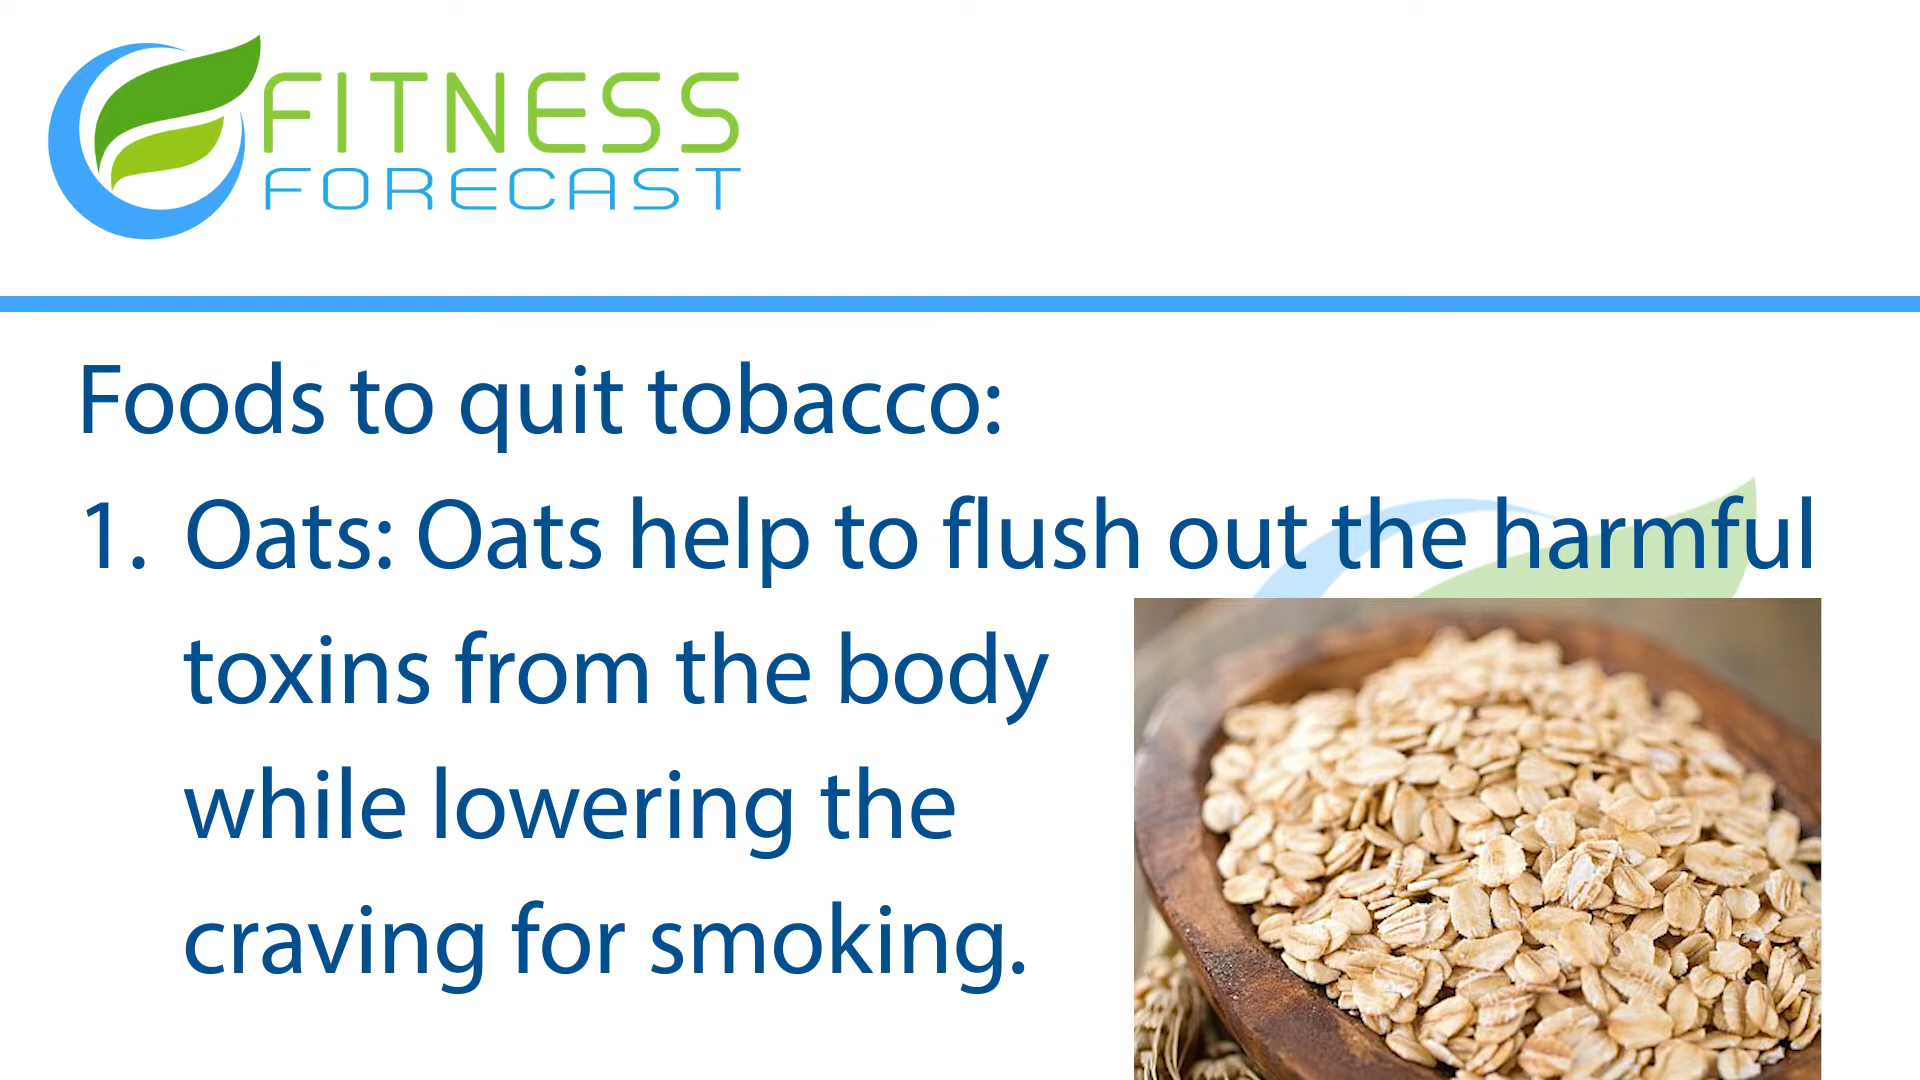 FITNESS
FORECAST
Foods to quit tobacco:
1. Oats: Oats help to flush out the harmful
toxins from the body
while lowering the
craving for smoking.